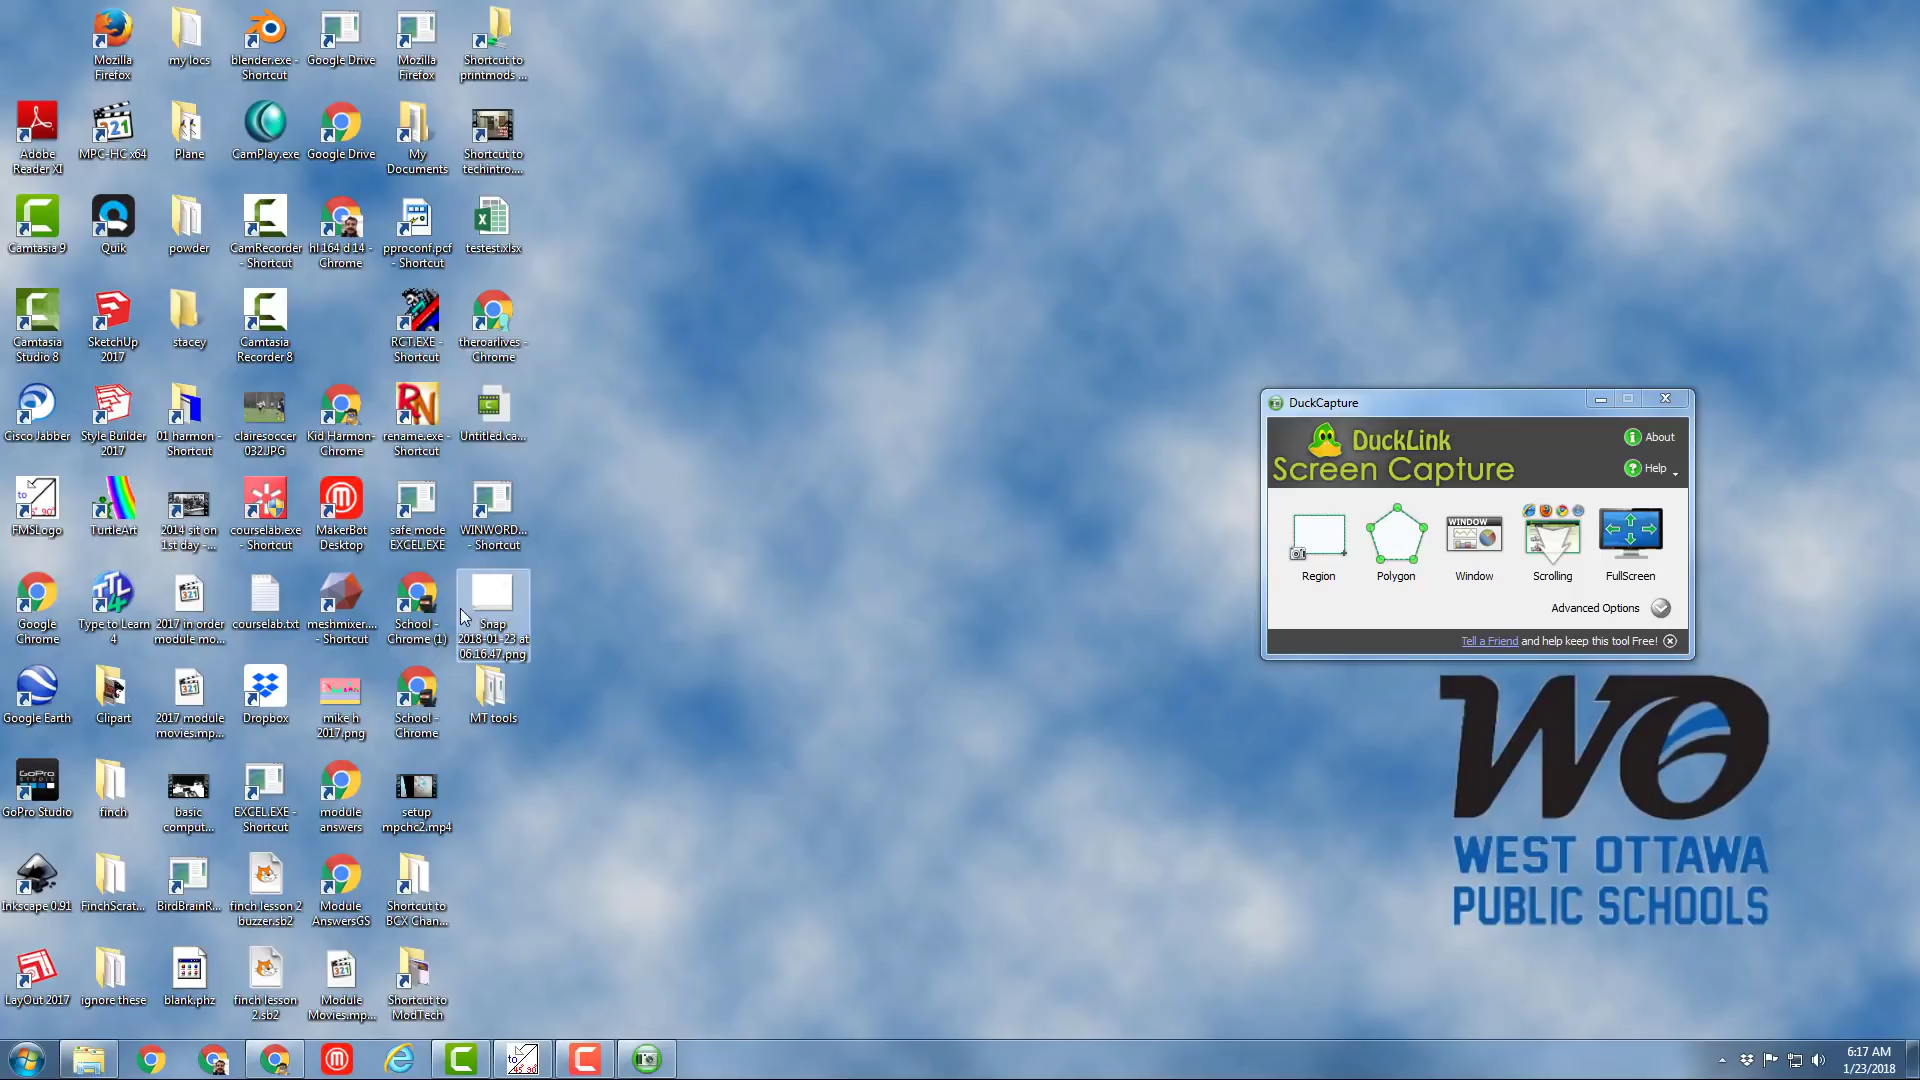 Mozilla
Firefox
my locs
blender.exe -
Shortcut
Google Drive
Mozilla
Firefox
Shortcut to
printmods ...
Adobe
Reader XI
MPC-HC x64
Plane
CamPlay.exe
Google Drive
My
Documents
Shortcut to
techintro....
Camtasia 9
Quik
powder
CamRecorder
- Shortcut
hl 164 d 14 -
Chrome
pproconf.pcf
- Shortcut
testest.xlsx
Camtasia
Studio 8
SketchUp
2017
stacey
Camtasia
Recorder 8
RCT.EXE -
Shortcut
theroarlives -
Chrome
Cisco Jabber
Style Builder
2017
01 harmon -
Shortcut
clairesoccer
032.JPG
Kid Harmon-
Chrome
rename.exe -
Shortcut
Untitled.ca...
FMSLogo
TurtleArt
2014 sit on
1st day -...
courselab.exe
- Shortcut
MakerBot
Desktop
safe mode
EXCEL.EXE
WINWORD...
- Shortcut
Google
Chrome
Type to Learn
4
2017 in order
module mo...
courselab.txt
meshmixer....
- Shortcut
School -
Chrome (1)
Snap
2018-01-23 at
06.16.47.png
Google Earth
Clipart
2017 module
movies.mp...
Dropbox
mike h
2017.png
School -
Chrome
MT tools
GoPro Studio
finch
basic
comput...
EXCEL.EXE -
Shortcut
module
answers
setup
mpchc2.mp4
Inkscape 0.91
FinchScrat...
BirdBrainR...
finch lesson 2
buzzer.sb2
Module
AnswersGS
Shortcut to
BCX Chan...
LayOut 2017
ignore these
blank.phz
finch lesson
2.sb2
Module
Movies.mp...
Shortcut to
ModTech
DuckCapture
DuckLink
Screen Capture
About
Help
WINDOW
Region
Polygon
Window
Scrolling
FullScreen
Advanced Options
Tell a Friend and help keep this tool Free!
WO
WEST OTTAWA
PUBLIC SCHOOLS
6:17 AM
1/23/2018